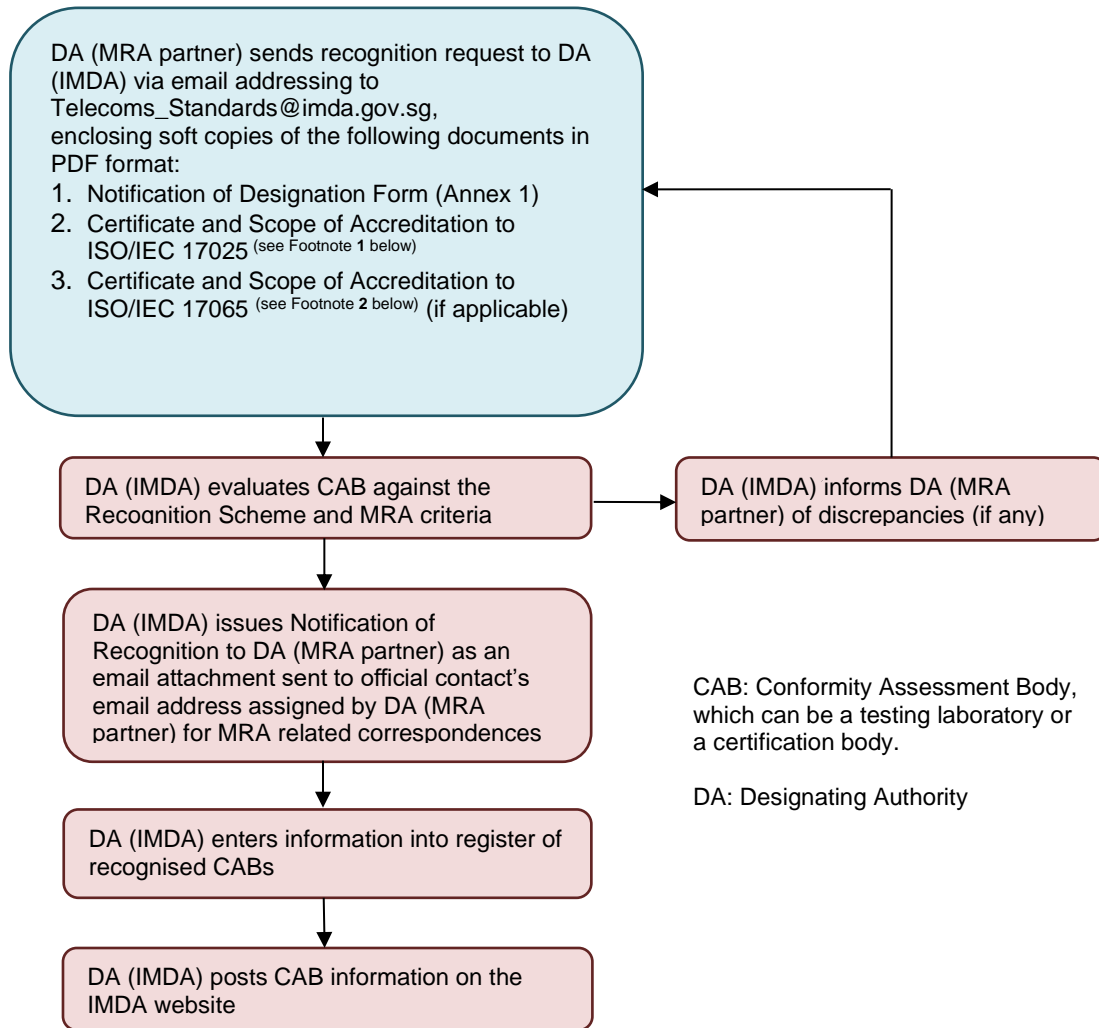 DA (MRA partner) sends recognition request to DA
(IMDA) via email addressing to
Telecoms_Standards@imda.gov.sg,
enclosing soft copies of the following documents in
PDF format:
1. Notification of Designation Form (Annex 1)
2. Certificate and Scope of Accreditation to
ISO/IEC 17025 (see Footnote 1 below)
3. Certificate and Scope of Accreditation to
ISO/IEC 17065 (see Footnote 2 below) (if applicable)
DA (IMDA) evaluates CAB against the
Recognition Scheme and MRA criteria
DA (IMDA) informs DA (MRA
partner) of discrepancies (if any)
DA (IMDA) issues Notification of
Recognition to DA (MRA partner) as an
email attachment sent to official contact's
email address assigned by DA (MRA
partner) for MRA related correspondences
CAB: Conformity Assessment Body,
which can be a testing laboratory or
a certification body.
DA: Designating Authority
DA (IMDA) enters information into register of
recognised CABs
DA (IMDA) posts CAB information on the
IMDA website